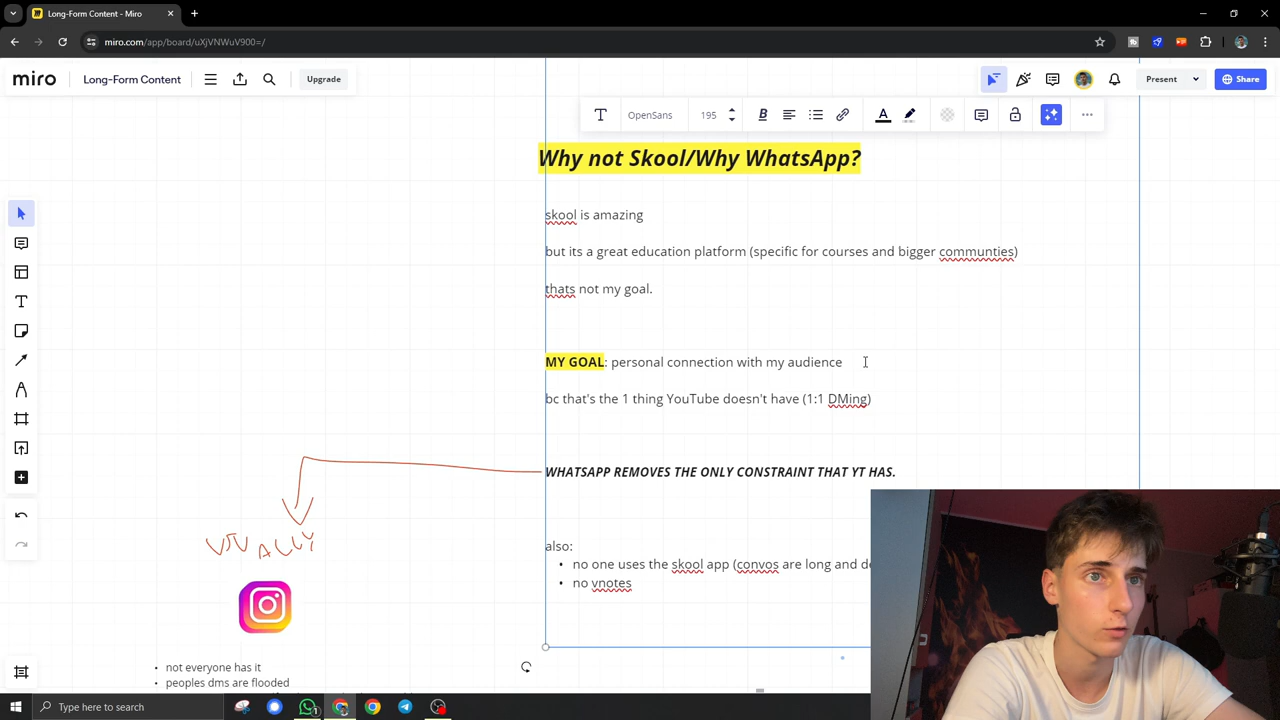 Long-Form Content - Miro
miro.com/app/board/uXjVNWuV900=/
miro
Long-Form Content
Upgrade
Present
Share
OpenSans
195
B
A
Why not Skool/Why WhatsApp?
skool is amazing
but its a great education platform (specific for courses and bigger communties)
thats not my goal.
MY GOAL: personal connection with my audience
bc that's the 1 thing YouTube doesn't have (1:1 DMing)
WHATSAPP REMOVES THE ONLY CONSTRAINT THAT YT HAS.
also:
• no one uses the skool app (convos are long and
• no vnotes
• not everyone has it
• peoples dms are flooded
Type here to search